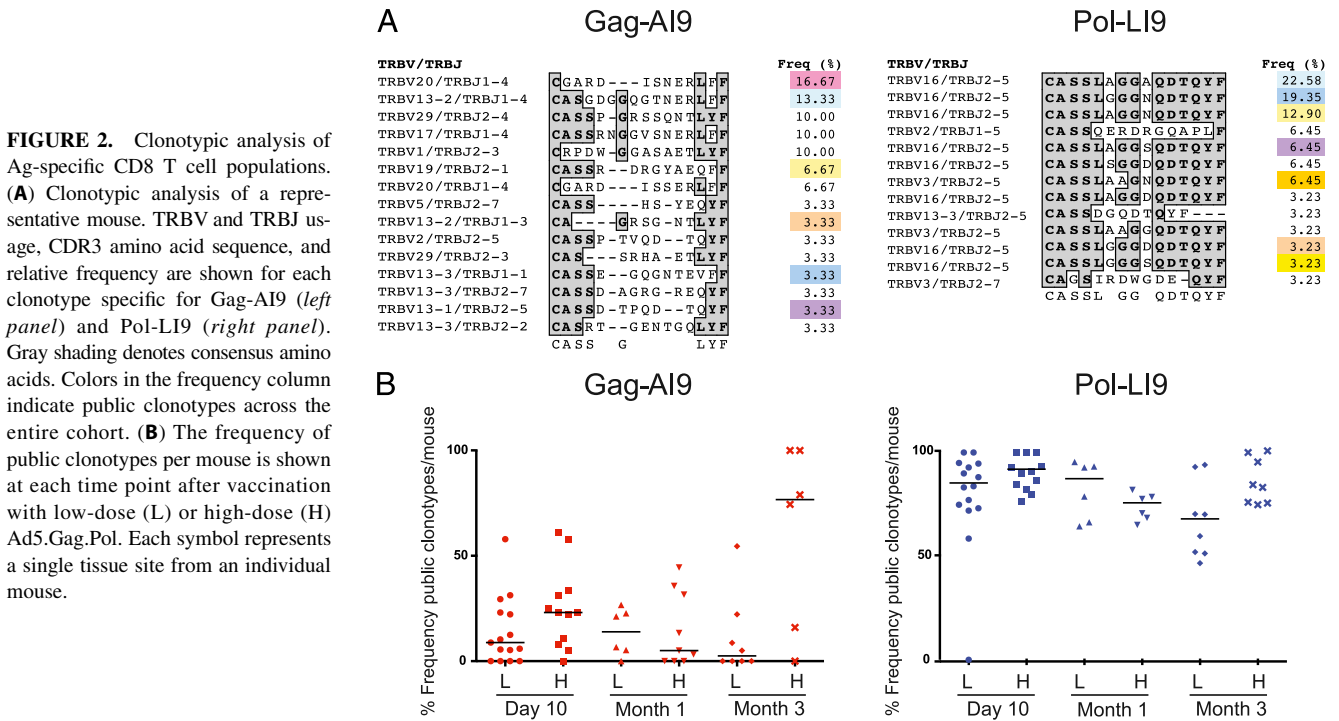 FIGURE 2. Clonotypic analysis of
Ag-specific CD8 T cell populations.
(A) Clonotypic analysis of a repre-
sentative mouse. TRBV and TRBJ us-
age, CDR3 amino acid sequence, and
relative frequency are shown for each
clonotype specific for Gag-AI9 (left
panel) and Pol-LI9 (right panel).
Gray shading denotes consensus amino
acids. Colors in the frequency column
indicate public clonotypes across the
entire cohort. (B) The frequency of
public clonotypes per mouse is shown
at each time point after vaccination
with low-dose (L) or high-dose (H)
Ad5.Gag.Pol. Each symbol represents
a single tissue site from an individual
mouse.
A
Gag-AI9
TRBV/TRBJ Freq (%)
TRBV20/TRBJ1-4 CGARD---ISNERLFF 16.67
TRBV13-2/TRBJ1-4 CASGDGGQGTNERLFF 13.33
TRBV29/TRBJ2-4 CASSP-GRSSQNTLYF 10.00
TRBV17/TRBJ1-4 CASSRNGGVSNERLFF 10.00
TRBV1/TRBJ2-3 CRPDW-GGASAETLYF 10.00
TRBV19/TRBJ2-1 CASSR-DRGYAEQFF 6.67
TRBV20/TRBJ1-4 CGARD---ISSERLFF 6.67
TRBV5/TRBJ2-7 CASS----HS-YEQYF 3.33
TRBV13-2/TRBJ1-3 CA----GRSG-NTLYF 3.33
TRBV2/TRBJ2-5 CASSP-TVQD--TQYF 3.33
TRBV29/TRBJ2-3 CASS----SRHA-ETLYF 3.33
TRBV13-3/TRBJ1-1 CASSE--GQGNTEVFF 3.33
TRBV13-3/TRBJ2-7 CASSD-AGRG-REQYF 3.33
TRBV13-1/TRBJ2-5 CASSD-TPQD--TQYF 3.33
TRBV13-3/TRBJ2-2 CASRT-GENTGQLYF 3.33
CASS G LYF
Pol-LI9
TRBV/TRBJ Freq (%)
TRBV16/TRBJ2-5 CASSLAGGAQDTQYF 22.58
TRBV16/TRBJ2-5 CASSLGGGNQDTQYF 19.35
TRBV16/TRBJ2-5 CASSLAGGNQDTQYF 12.90
TRBV2/TRBJ1-5 CASSQERDRGQAPLF 6.45
TRBV16/TRBJ2-5 CASSLGGSNQDTQYF 6.45
TRBV16/TRBJ2-5 CASSLSGGDQDTQYF 6.45
TRBV3/TRBJ2-5 CASSLAAGNQDTQYF 6.45
TRBV16/TRBJ2-5 CASSLAGSDQDTQYF 3.23
TRBV13-3/TRBJ2-5 CASSDGQDTQYF---- 3.23
TRBV3/TRBJ2-5 CASSLAAGGQDTQYF 3.23
TRBV16/TRBJ2-5 CASSLGGGDQDTQYF 3.23
TRBV16/TRBJ2-5 CASSLGGSQDTQYF 3.23
TRBV3/TRBJ2-7 CAGSIRDWGDE-QYF 3.23
CASSL GG QDTQYF
B
Gag-AI9
% Frequency public clonotypes/mouse
100
50
0
L H L H L H
Day 10 Month 1 Month 3
Pol-LI9
% Frequency public clonotypes/mouse
100
50
0
L H L H L H
Day 10 Month 1 Month 3